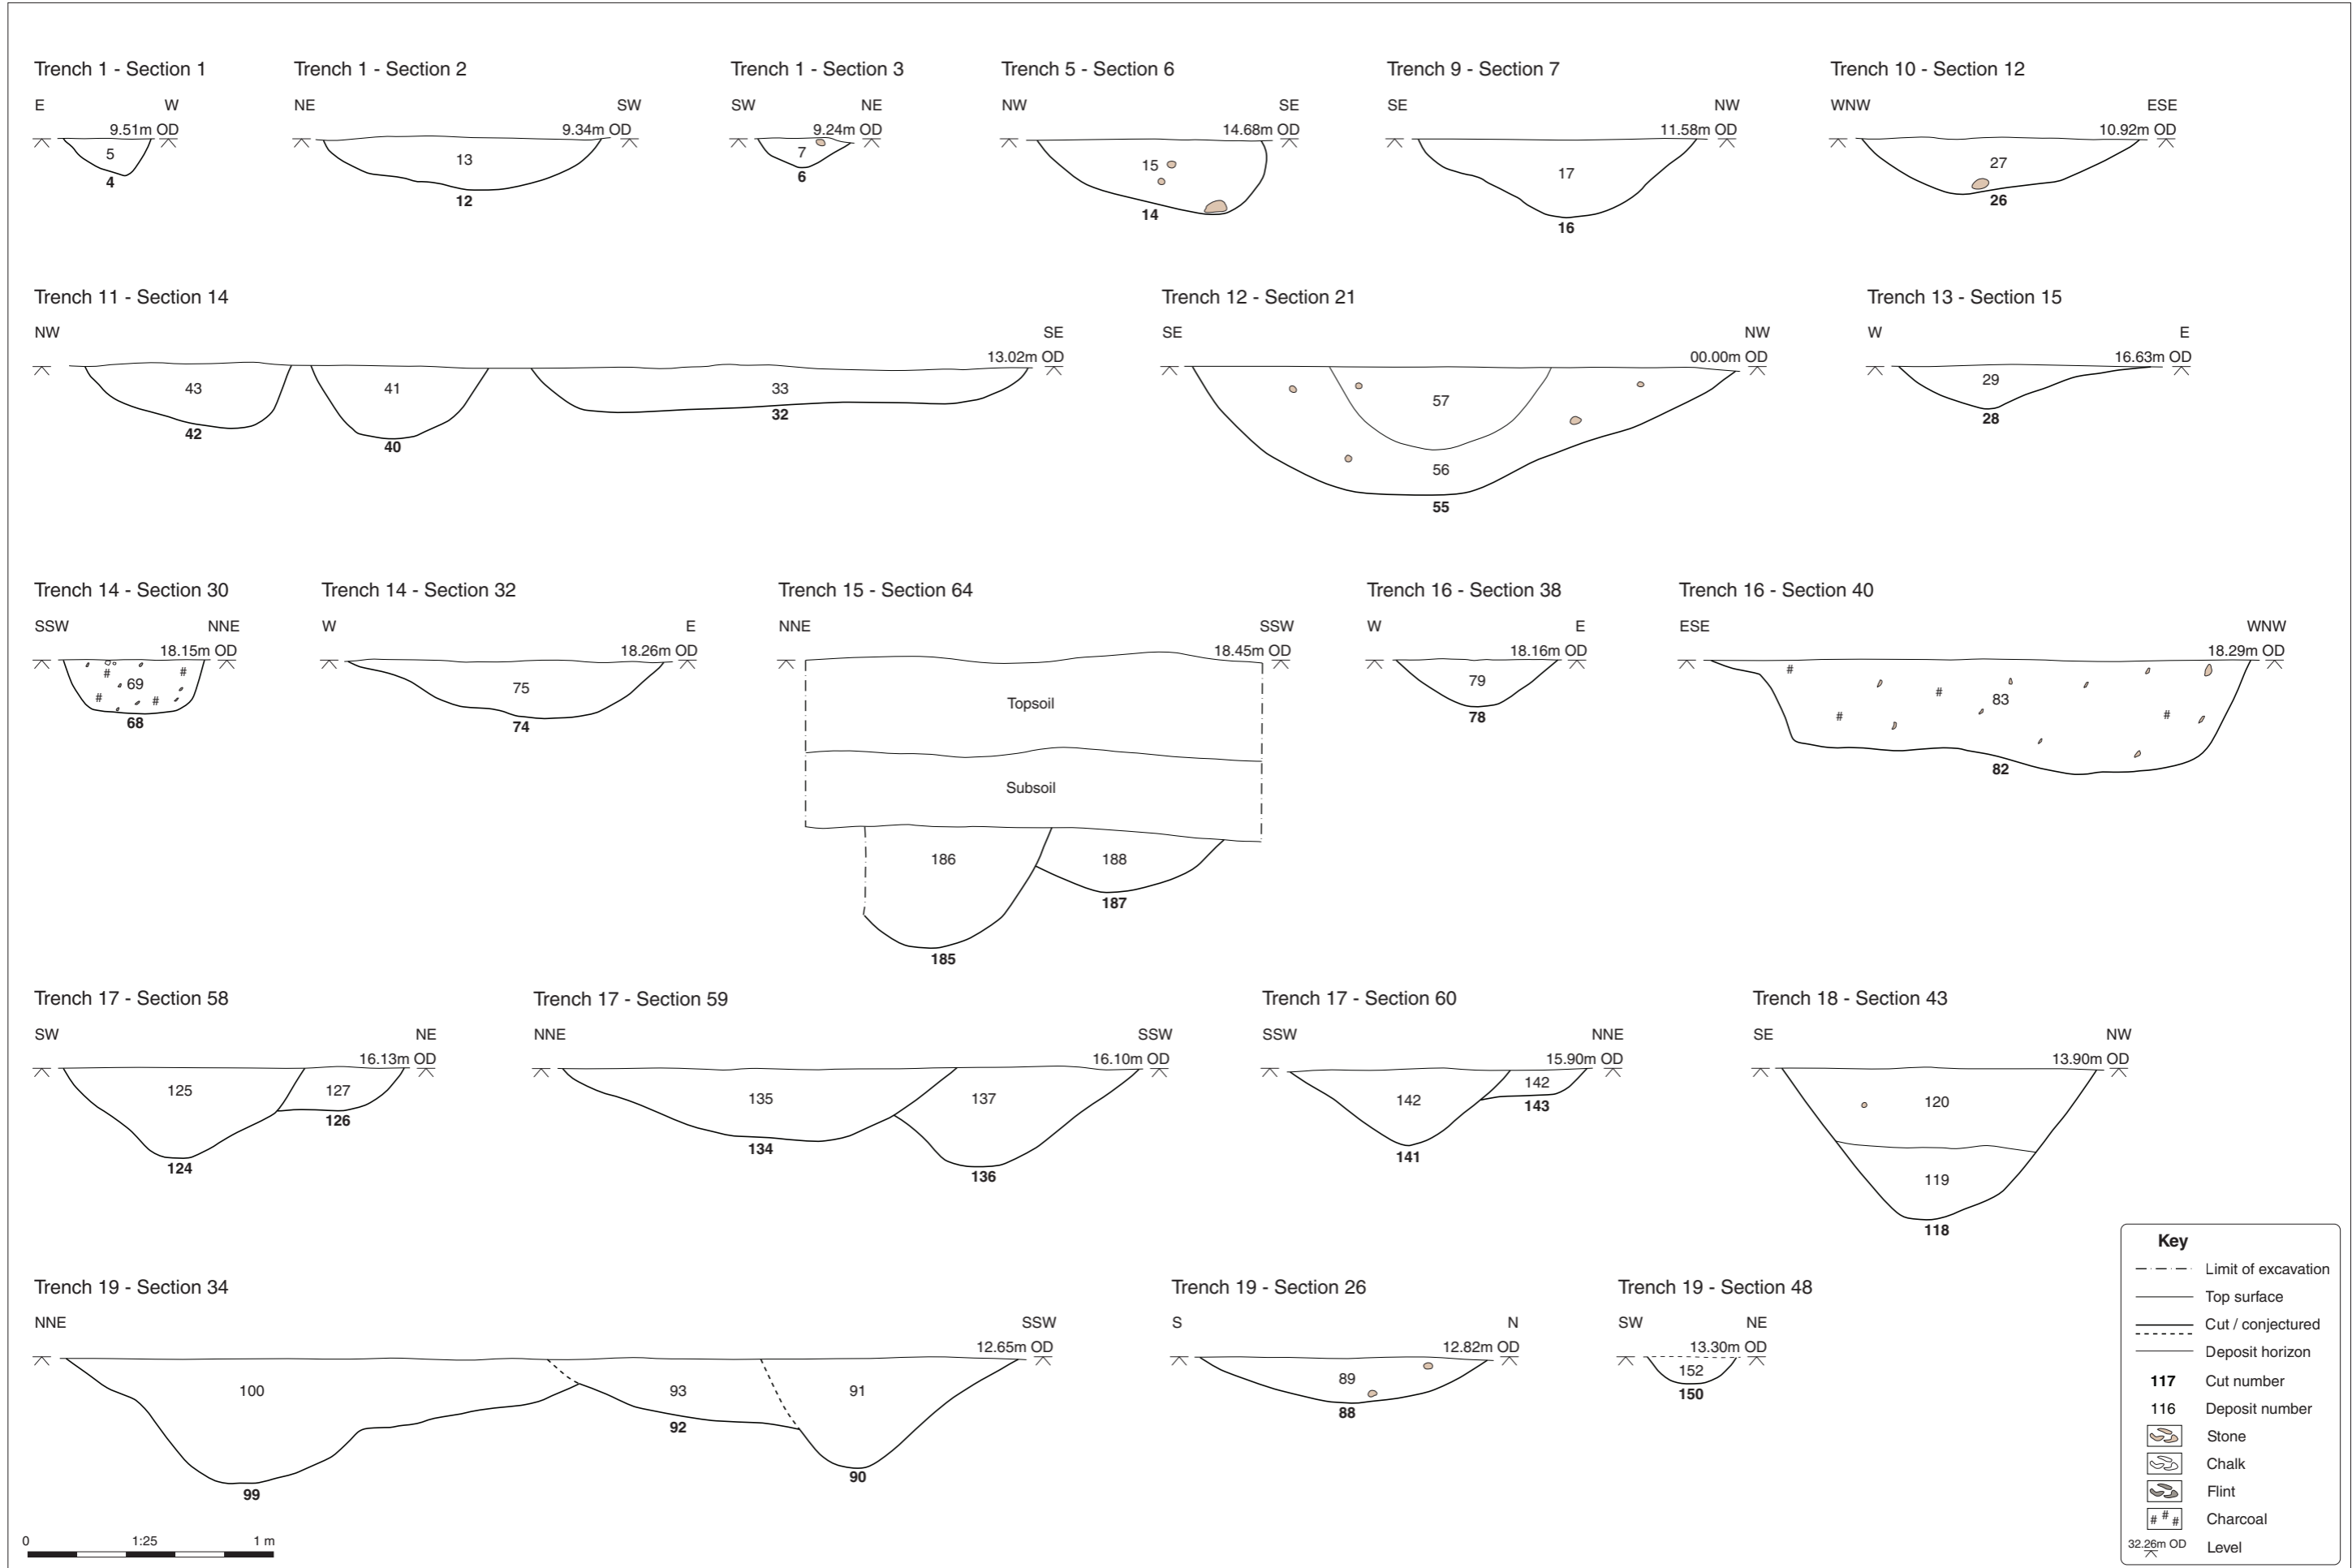 Trench 1 - Section 1
E W
9.51m OD
5
4
Trench 1 - Section 2
NE SW
9.34m OD
13
12
Trench 1 - Section 3
SW NE
9.24m OD
7
6
Trench 5 - Section 6
NW SE
14.68m OD
15
14
Trench 9 - Section 7
SE NW
11.58m OD
17
16
Trench 10 - Section 12
WNW ESE
10.92m OD
27
26
Trench 11 - Section 14
NW SE
13.02m OD
43 41 33
42 40 32
Trench 12 - Section 21
SE NW
00.00m OD
57
56
55
Trench 13 - Section 15
W E
16.63m OD
29
28
Trench 14 - Section 30
SSW NNE
18.15m OD
# #
69
# #
68
Trench 14 - Section 32
W E
18.26m OD
75
74
Trench 15 - Section 64
NNE SSW
18.45m OD
Topsoil
Subsoil
186 188
187
185
Trench 16 - Section 38
W E
18.16m OD
79
78
Trench 16 - Section 40
ESE WNW
18.29m OD
#
#
83
# #
82
Trench 17 - Section 58
SW NE
16.13m OD
125 127
126
124
Trench 17 - Section 59
NNE SSW
16.10m OD
135 137
134
136
Trench 17 - Section 60
SSW NNE
15.90m OD
142 142
143
141
Trench 18 - Section 43
SE NW
13.90m OD
120
119
118
Trench 19 - Section 34
NNE SSW
12.65m OD
100 93 91
92
90
99
Trench 19 - Section 26
S N
12.82m OD
89
88
Trench 19 - Section 48
SW NE
13.30m OD
152
150
0 1:25 1 m
Key
Limit of excavation
Top surface
Cut / conjectured
Deposit horizon
117 Cut number
116 Deposit number
Stone
Chalk
Flint
# # # Charcoal
32.26m OD Level